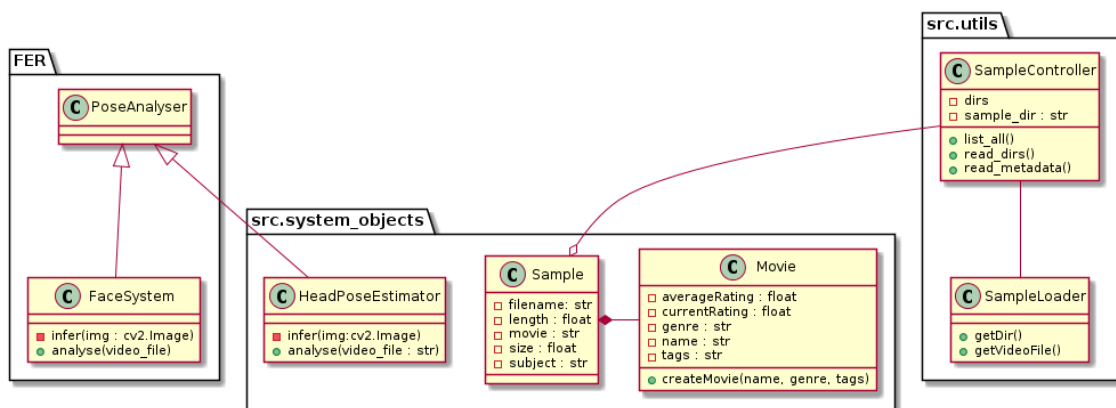 FER
C PoseAnalyser
C FaceSystem
infer(img : cv2.Image)
analyse(video_file)
src.system_objects
C HeadPoseEstimator
infer(img:cv2.Image)
analyse(video_file : str)
C Sample
filename: str
length : float
movie : str
size : float
subject : str
C Movie
averageRating : float
currentRating : float
genre : str
name : str
tags : str
createMovie(name, genre, tags)
src.utils
C SampleController
dirs
sample_dir : str
list_all()
read_dirs()
read_metadata()
C SampleLoader
getDir()
getVideoFile()